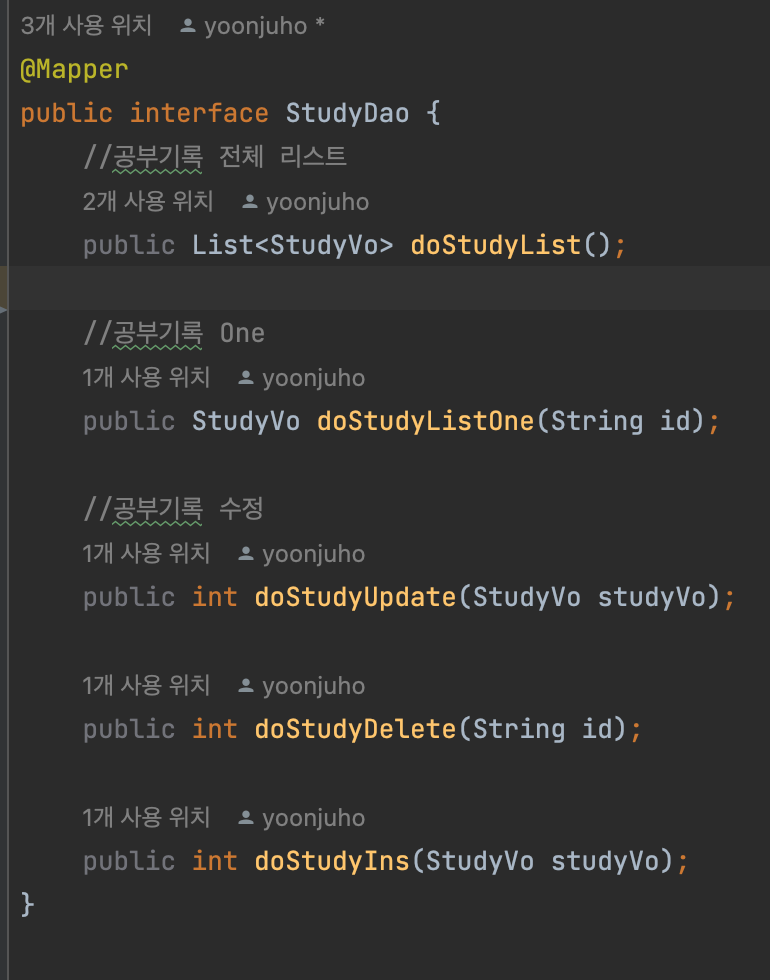 3개 사용 위치 yoonjuho *
@Mapper
public interface StudyDao {
//공부기록 전체 리스트
2개 사용 위치 yoonjuho
public List<StudyVo> doStudyList();
//공부기록 One
1개 사용 위치 yoonjuho
public StudyVo doStudyListOne(String id);
//공부기록 수정
1개 사용 위치 yoonjuho
public int doStudyUpdate(StudyVo studyVo);
1개 사용 위치 yoonjuho
public int doStudyDelete(String id);
1개 사용 위치 yoonjuho
public int doStudyIns(StudyVo studyVo);
}